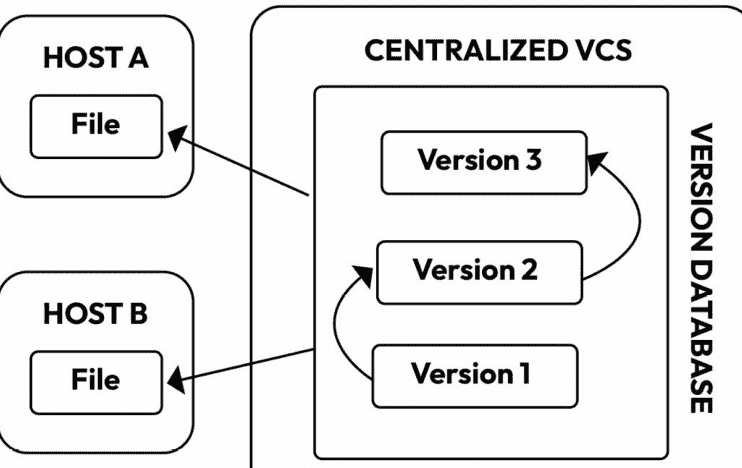 HOST A
File
CENTRALIZED VCS
Version 3
Version 2
Version 1
VERSION DATABASE
HOST B
File